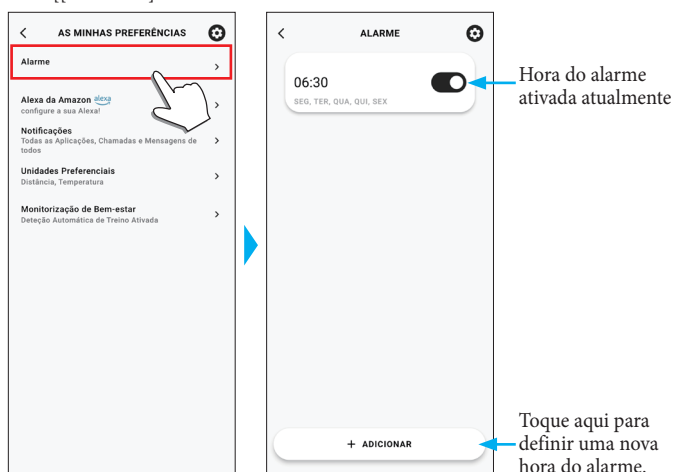 AS MINHAS PREFERÊNCIAS
Alarme
Alexa da Amazon alexa
configure a sua Alexa!
Notificações
Todas as Aplicações, Chamadas e Mensagens de
todos
Unidades Preferenciais
Distância, Temperatura
Monitorização de Bem-estar
Deteção Automática de Treino Ativada
ALARME
06:30
SEG, TER, QUA, QUI, SEX
+ ADICIONAR
Hora do alarme
ativada atualmente
Toque aqui para
definir uma nova
hora do alarme.